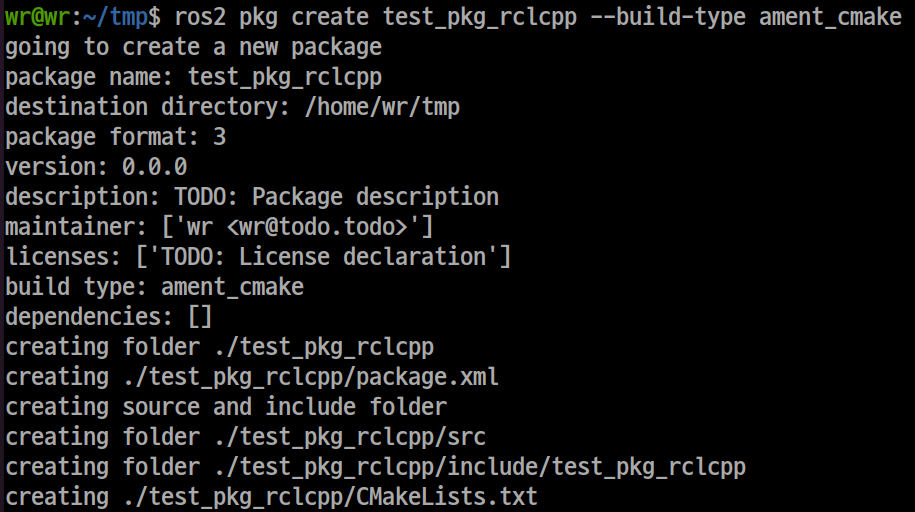 wr@wr:~/tmp$ ros2 pkg create test_pkg_rclcpp --build-type ament_cmake
going to create a new package
package name: test_pkg_rclcpp
destination directory: /home/wr/tmp
package format: 3
version: 0.0.0
description: TODO: Package description
maintainer: ['wr <wr@todo.todo>']
licenses: ['TODO: License declaration']
build type: ament_cmake
dependencies: []
creating folder ./test_pkg_rclcpp
creating ./test_pkg_rclcpp/package.xml
creating source and include folder
creating folder ./test_pkg_rclcpp/src
creating folder ./test_pkg_rclcpp/include/test_pkg_rclcpp
creating ./test_pkg_rclcpp/CMakeLists.txt